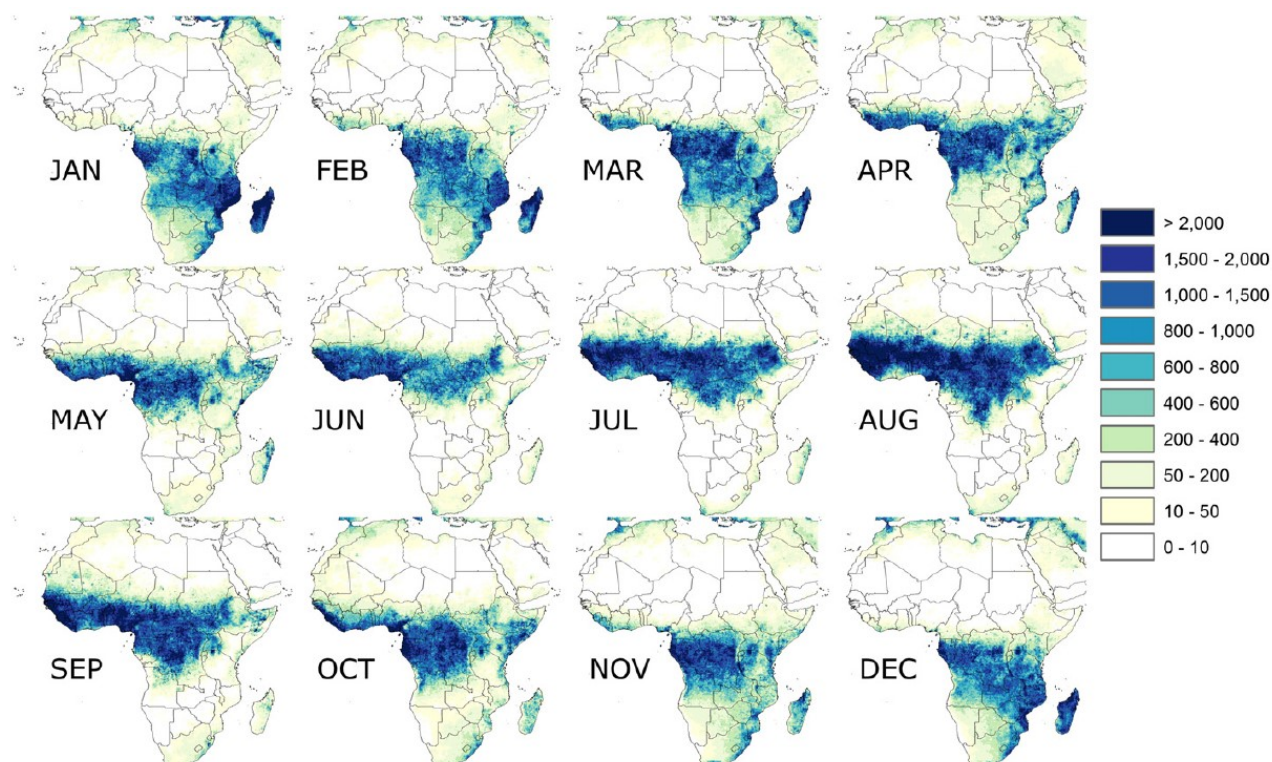 JAN
FEB
MAR
APR
MAY
JUN
JUL
AUG
SEP
OCT
NOV
DEC
> 2,000
1,500 - 2,000
1,000 - 1,500
800 - 1,000
600 - 800
400 - 600
200 - 400
50 - 200
10 - 50
0 - 10